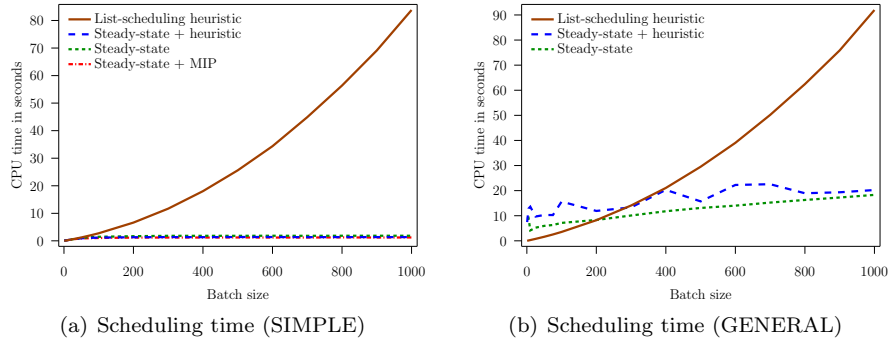 80
70
60
50
40
30
20
10
0
CPU time in seconds
List-scheduling heuristic
Steady-state + heuristic
Steady-state
Steady-state + MIP
0 200 400 600 800 1000
Batch size
(a) Scheduling time (SIMPLE)
90
80
70
60
50
40
30
20
10
0
CPU time in seconds
List-scheduling heuristic
Steady-state + heuristic
Steady-state
0 200 400 600 800 1000
Batch size
(b) Scheduling time (GENERAL)